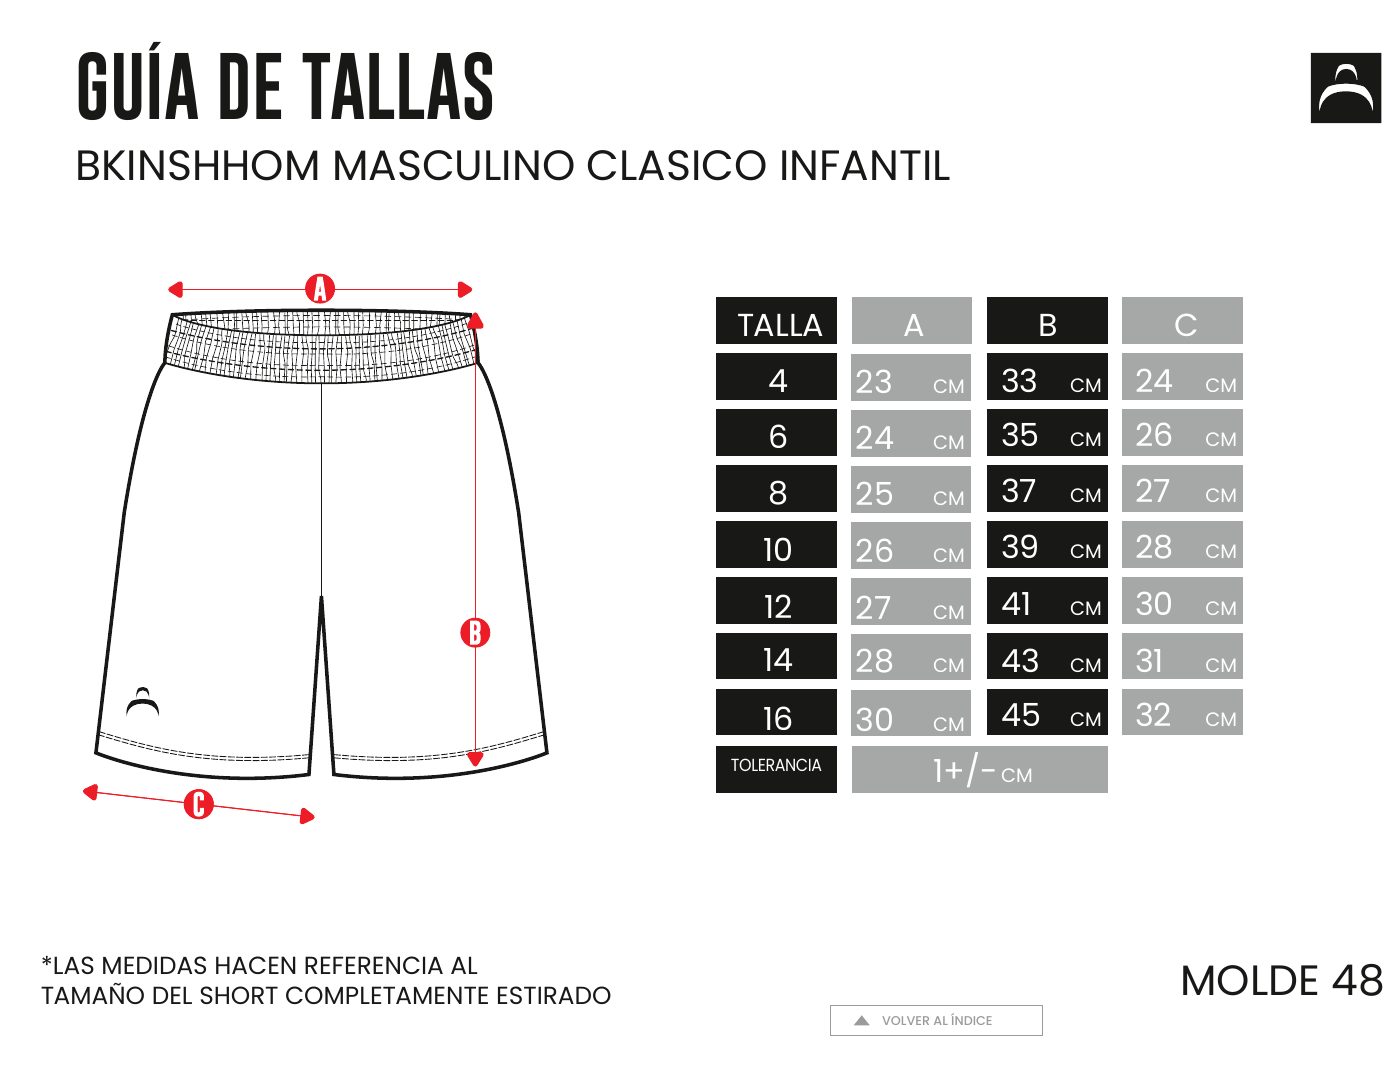 GUÍA DE TALLAS
BKINSHHOM MASCULINO CLASICO INFANTIL
A
B
C
TALLA A B C
4 23 CM 33 CM 24 CM
6 24 CM 35 CM 26 CM
8 25 CM 37 CM 27 CM
10 26 CM 39 CM 28 CM
12 27 CM 41 CM 30 CM
14 28 CM 43 CM 31 CM
16 30 CM 45 CM 32 CM
TOLERANCIA 1+/- CM
*LAS MEDIDAS HACEN REFERENCIA AL
TAMAÑO DEL SHORT COMPLETAMENTE ESTIRADO
MOLDE 48
VOLVER AL ÍNDICE